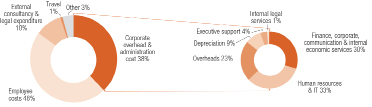 External
consultancy &
legal expenditure
10%
Travel
1%
Other 3%
Corporate
overhead &
administration
cost 38%
Employee
costs 48%
Internal legal
services 1%
Executive support 4%
Depreciation 9%
Overheads 23%
Finance, corporate,
communication & internal
economic services 30%
Human resources
& IT 33%